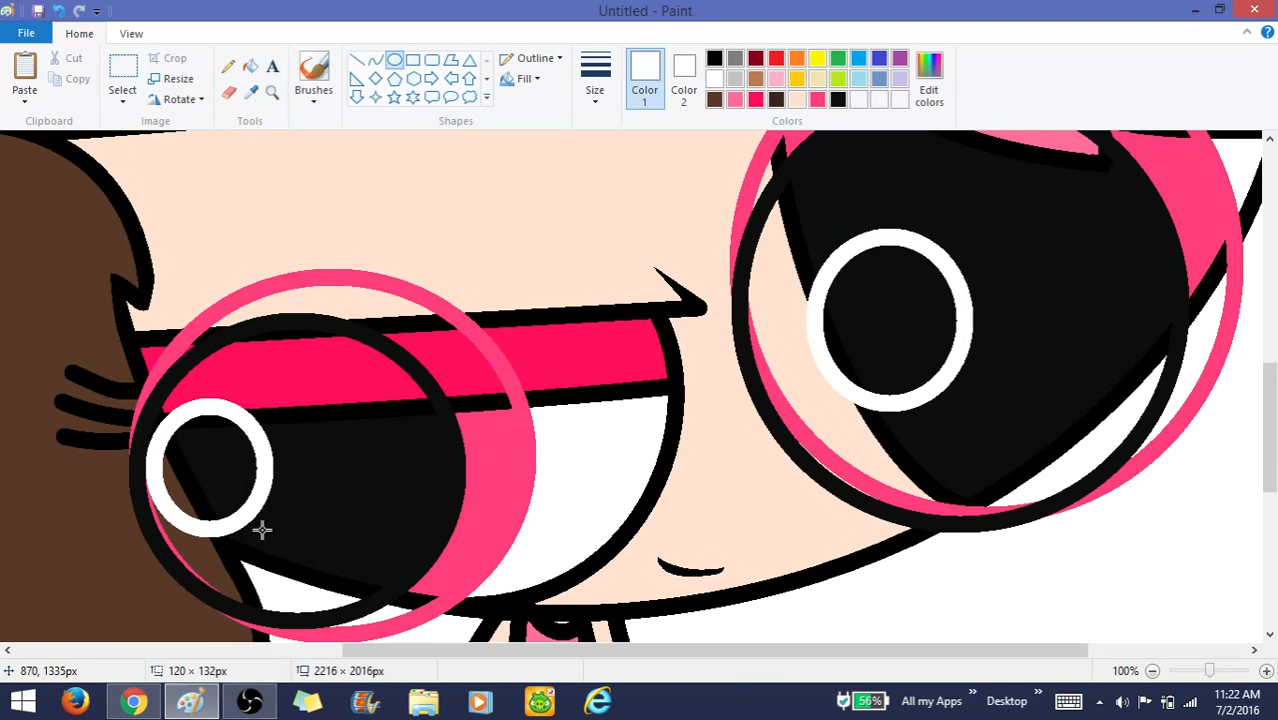 Untitled - Paint
File Home View
Paste
Cut
Copy
Clipboard
Select
Crop
Resize
Rotate
Image
A
Tools
Brushes
Shapes
Outline
Fill
Size
Color 1
Color 2
Edit colors
Colors
870, 1335px
120 × 132px
2216 × 2016px
100%
56%
All my Apps
Desktop
11:22 AM
7/2/2016